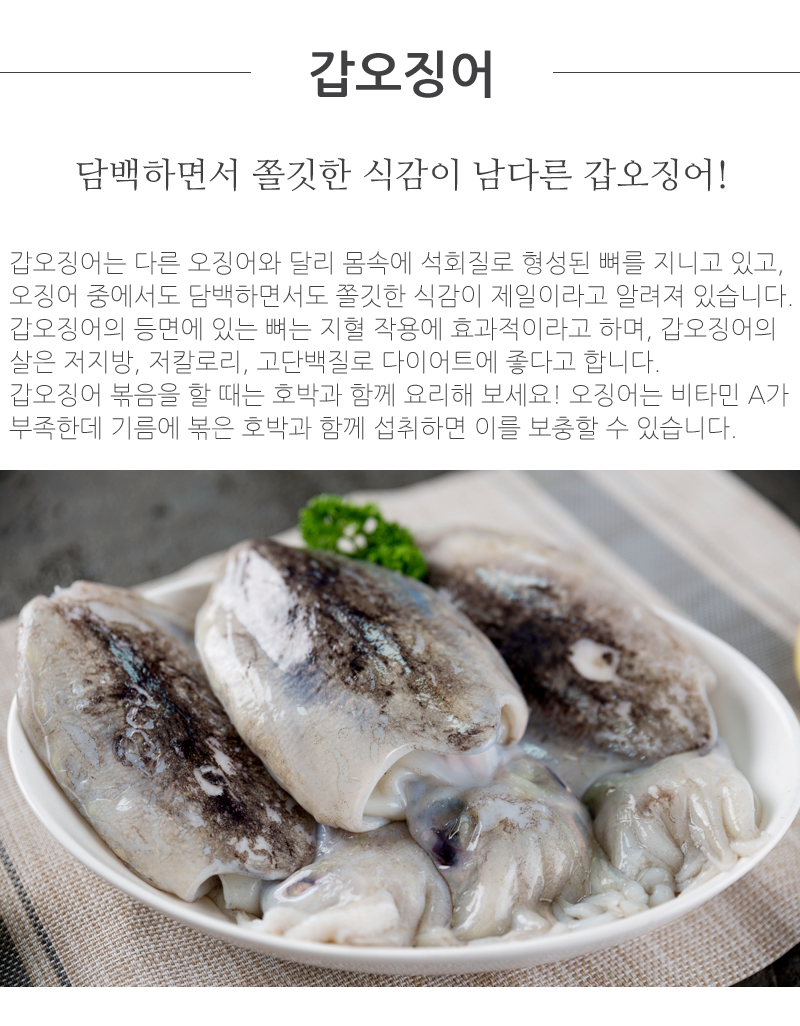 갑오징어
담백하면서 쫄깃한 식감이 남다른 갑오징어!
갑오징어는 다른 오징어와 달리 몸속에 석회질로 형성된 뼈를 지니고 있고,
오징어 중에서도 담백하면서도 쫄깃한 식감이 제일이라고 알려져 있습니다.
갑오징어의 등면에 있는 뼈는 지혈 작용에 효과적이라고 하며, 갑오징어의
살은 저지방, 저칼로리, 고단백질로 다이어트에 좋다고 합니다.
갑오징어 볶음을 할 때는 호박과 함께 요리해 보세요! 오징어는 비타민 A가
부족한데 기름에 볶은 호박과 함께 섭취하면 이를 보충할 수 있습니다.